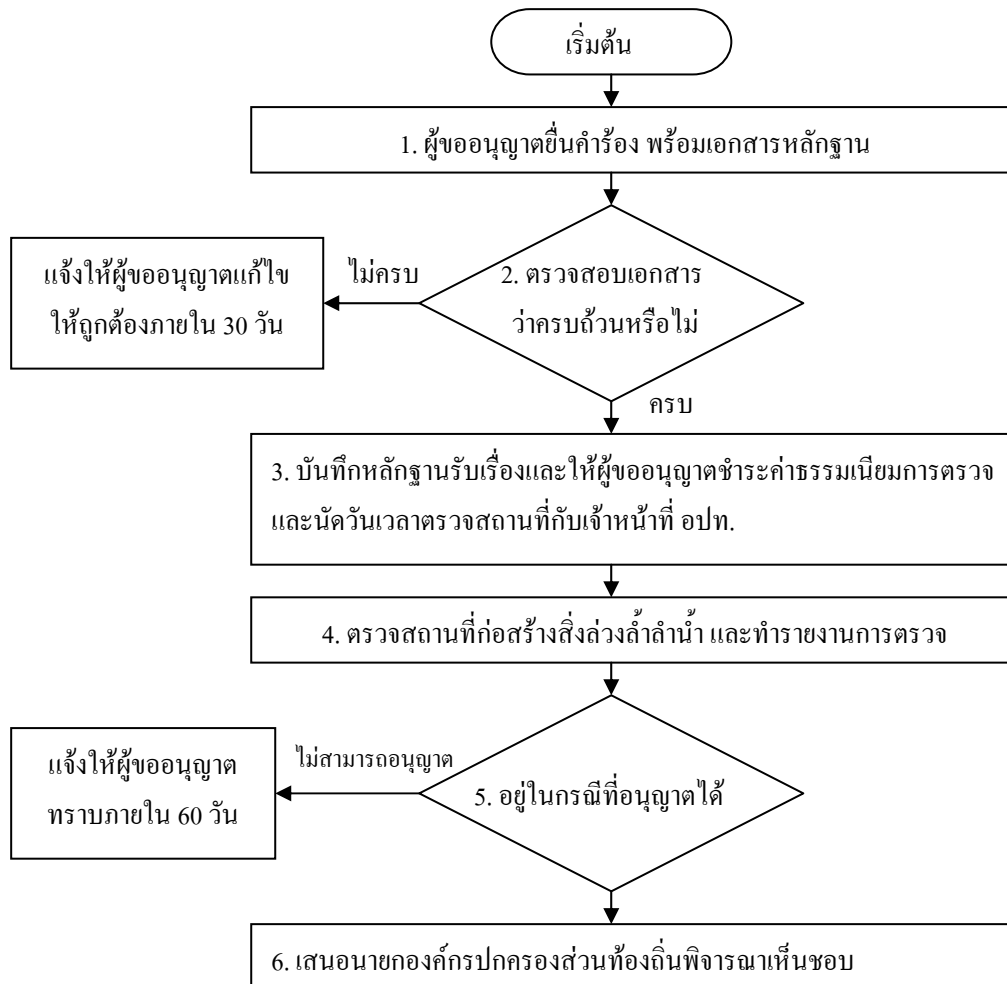 เริ่มต้น
1. ผู้ขออนุญาตยื่นคำร้อง พร้อมเอกสารหลักฐาน
2. ตรวจสอบเอกสาร
ว่าครบถ้วนหรือไม่
ไม่ครบ
แจ้งให้ผู้ขออนุญาตแก้ไข
ให้ถูกต้องภายใน 30 วัน
ครบ
3. บันทึกหลักฐานรับเรื่องและให้ผู้ขออนุญาตชำระค่าธรรมเนียมการตรวจ
และนัดวันเวลาตรวจสถานที่กับเจ้าหน้าที่ อปท.
4. ตรวจสถานที่ก่อสร้างสิ่งล่วงล้ำลำน้ำ และทำรายงานการตรวจ
5. อยู่ในกรณีที่อนุญาตได้
ไม่สามารถอนุญาต
แจ้งให้ผู้ขออนุญาต
ทราบภายใน 60 วัน
6. เสนอนายกองค์กรปกครองส่วนท้องถิ่นพิจารณาเห็นชอบ